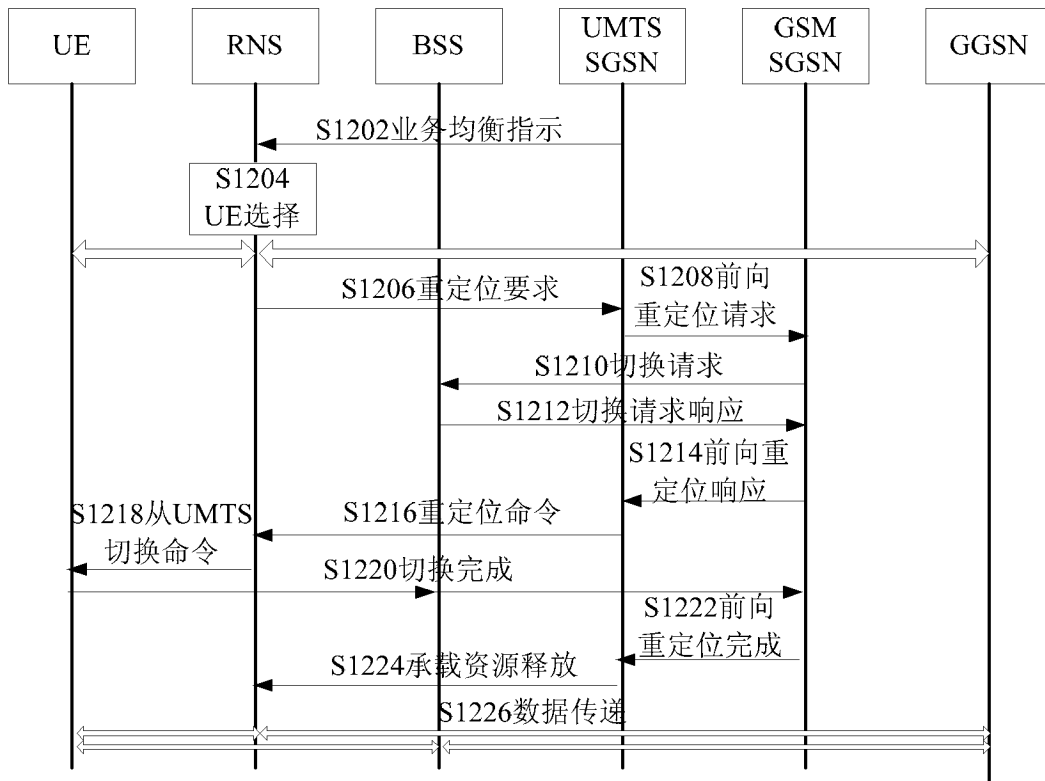 UE
RNS
BSS
UMTS
SGSN
GSM
SGSN
GGSN
S1202业务均衡指示
S1204
UE选择
S1206重定位要求
S1208前向
重定位请求
S1210切换请求
S1212切换请求响应
S1214前向重
定位响应
S1216重定位命令
S1218从UMTS
切换命令
S1220切换完成
S1222前向
重定位完成
S1224承载资源释放
S1226数据传递